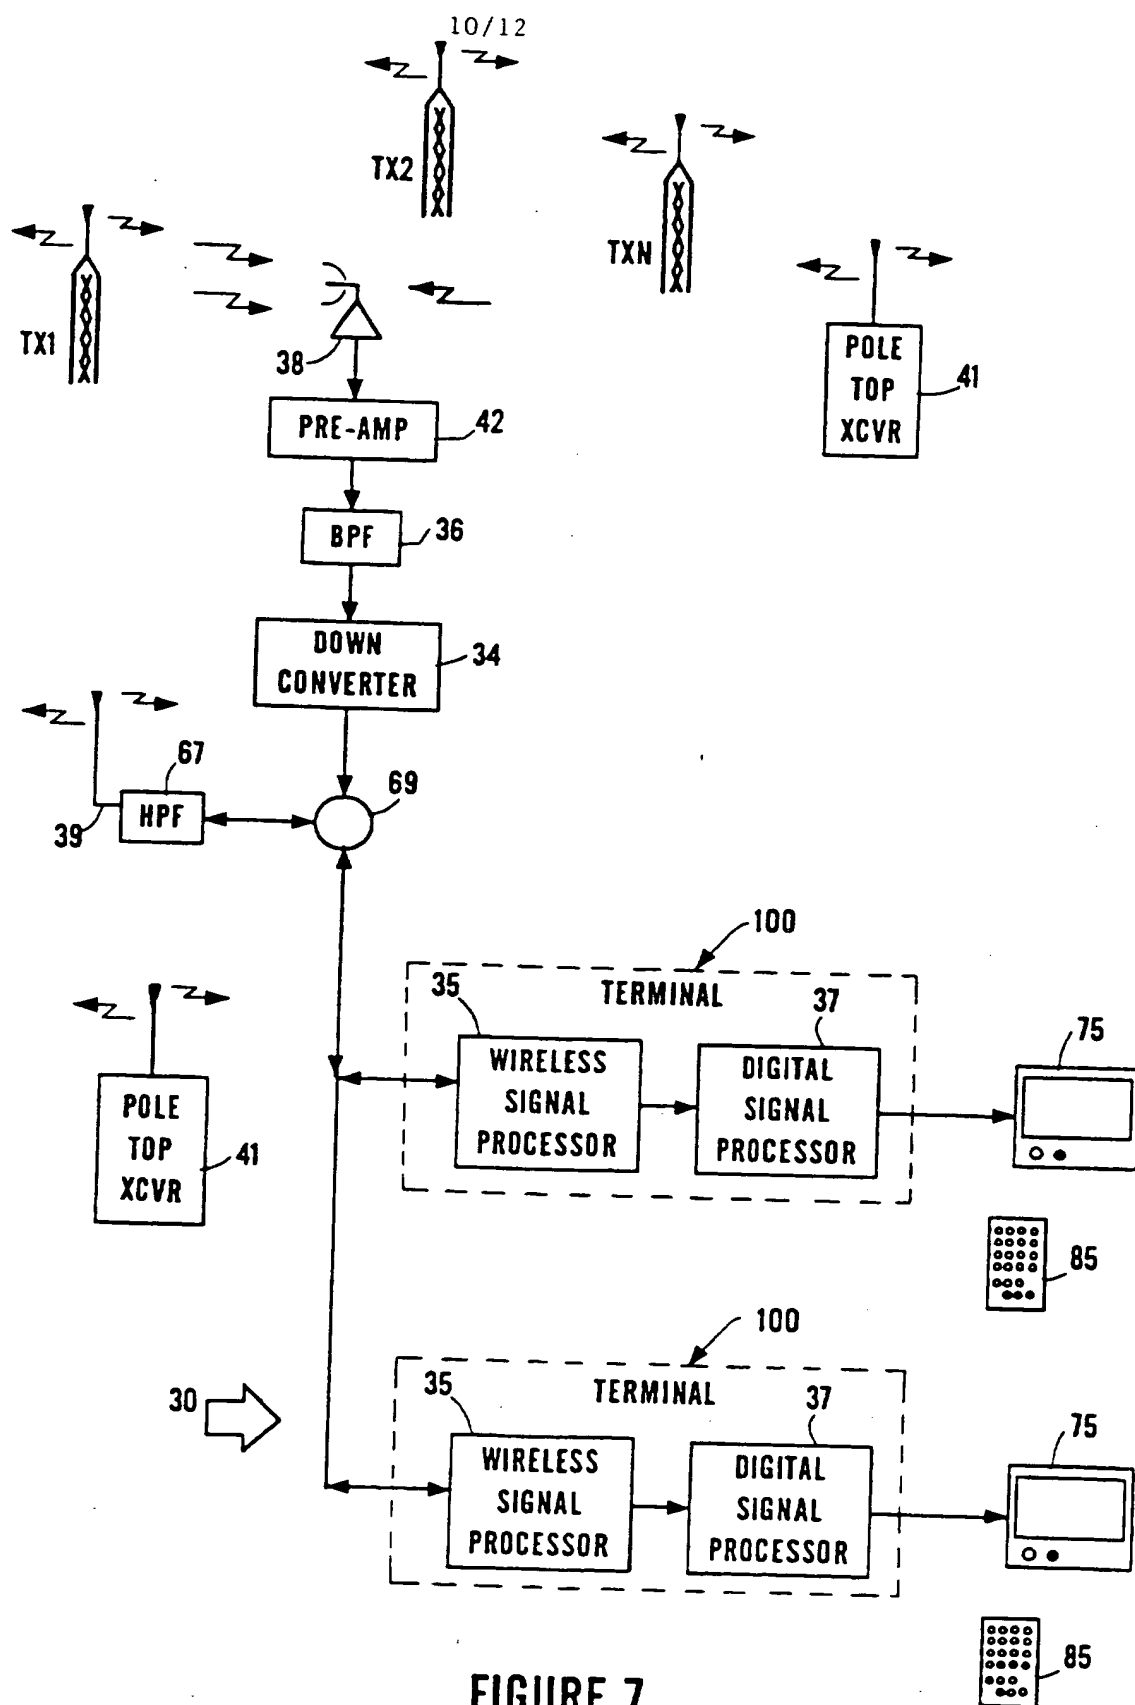 10/12
TX2
TXN
TX1
38
POLE
TOP
XCVR
41
PRE-AMP
42
BPF
36
DOWN
CONVERTER
34
67
69
HPF
39
100
TERMINAL
35
37
75
WIRELESS
SIGNAL
PROCESSOR
DIGITAL
SIGNAL
PROCESSOR
POLE
TOP
XCVR
41
85
100
TERMINAL
30
35
37
75
WIRELESS
SIGNAL
PROCESSOR
DIGITAL
SIGNAL
PROCESSOR
85
FIGURE 7